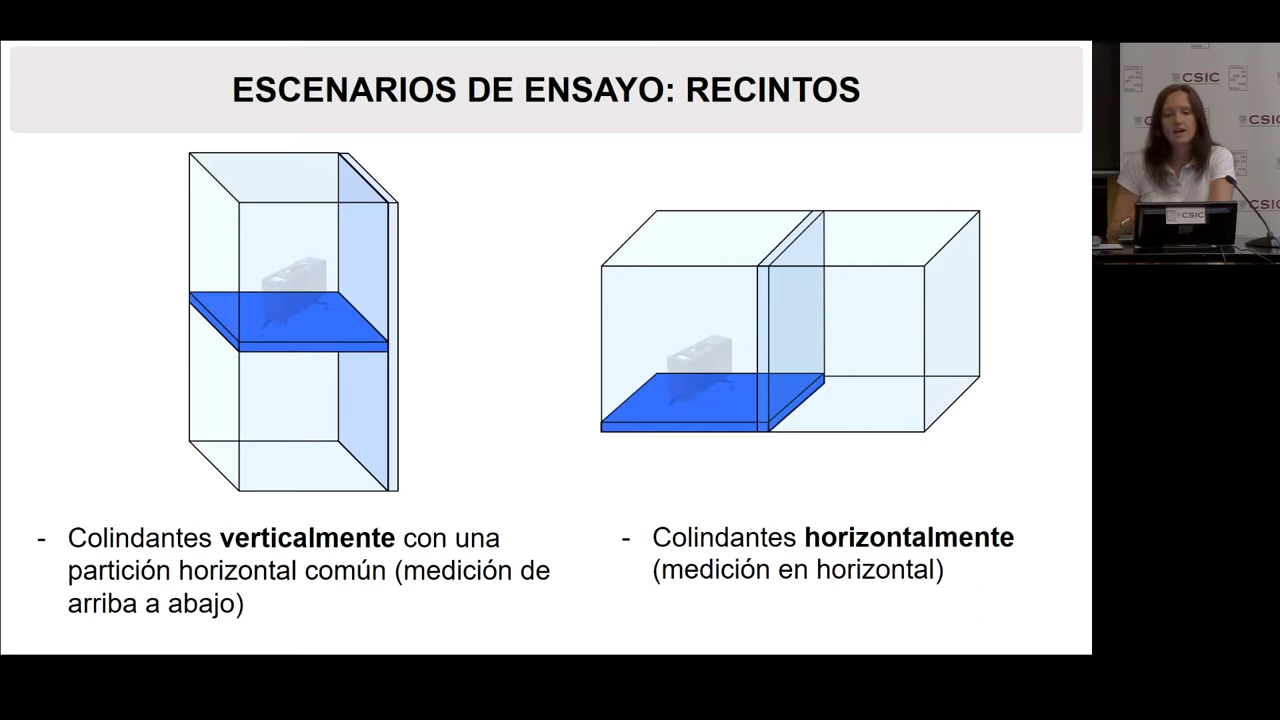 ESCENARIOS DE ENSAYO: RECINTOS
- Colindantes verticalmente con una
partición horizontal común (medición de
arriba a abajo)
- Colindantes horizontalmente
(medición en horizontal)
CSIC
CSIC
CSIC
CSIC